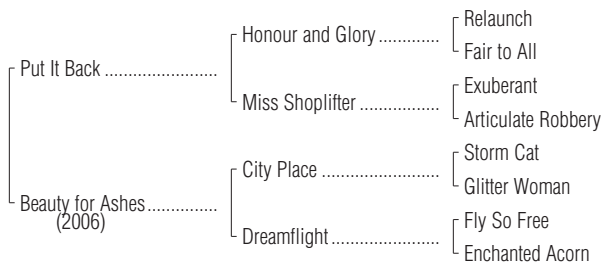 Relaunch
Honour and Glory .............
Fair to All
Put It Back ........................
Exuberant
Miss Shoplifter .................
Articulate Robbery
Storm Cat
City Place .........................
Glitter Woman
Beauty for Ashes...............
(2006)
Fly So Free
Dreamflight.......................
Enchanted Acorn